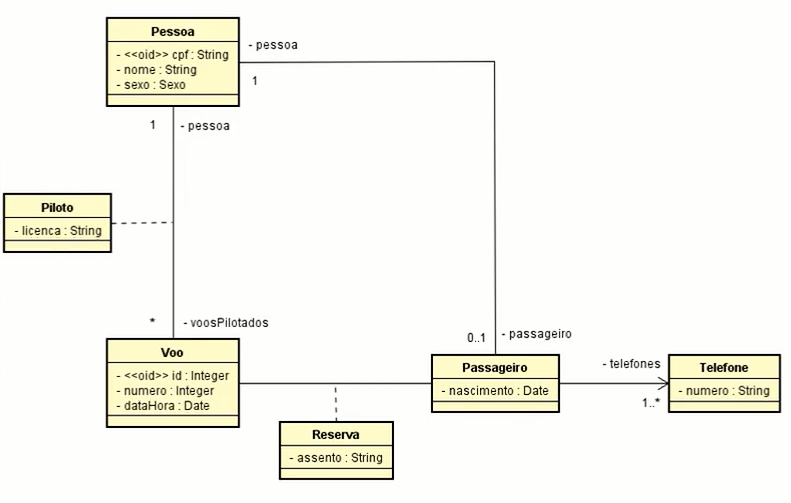 Pessoa
- <<oid>> cpf : String
- nome : String
- sexo : Sexo
- pessoa
1
1
- pessoa
Piloto
- licenca : String
*
- voosPilotados
0..1
- passageiro
Voo
- <<oid>> id : Integer
- numero : Integer
- dataHora : Date
Passageiro
- nascimento : Date
- telefones
1..*
Telefone
- numero : String
Reserva
- assento : String